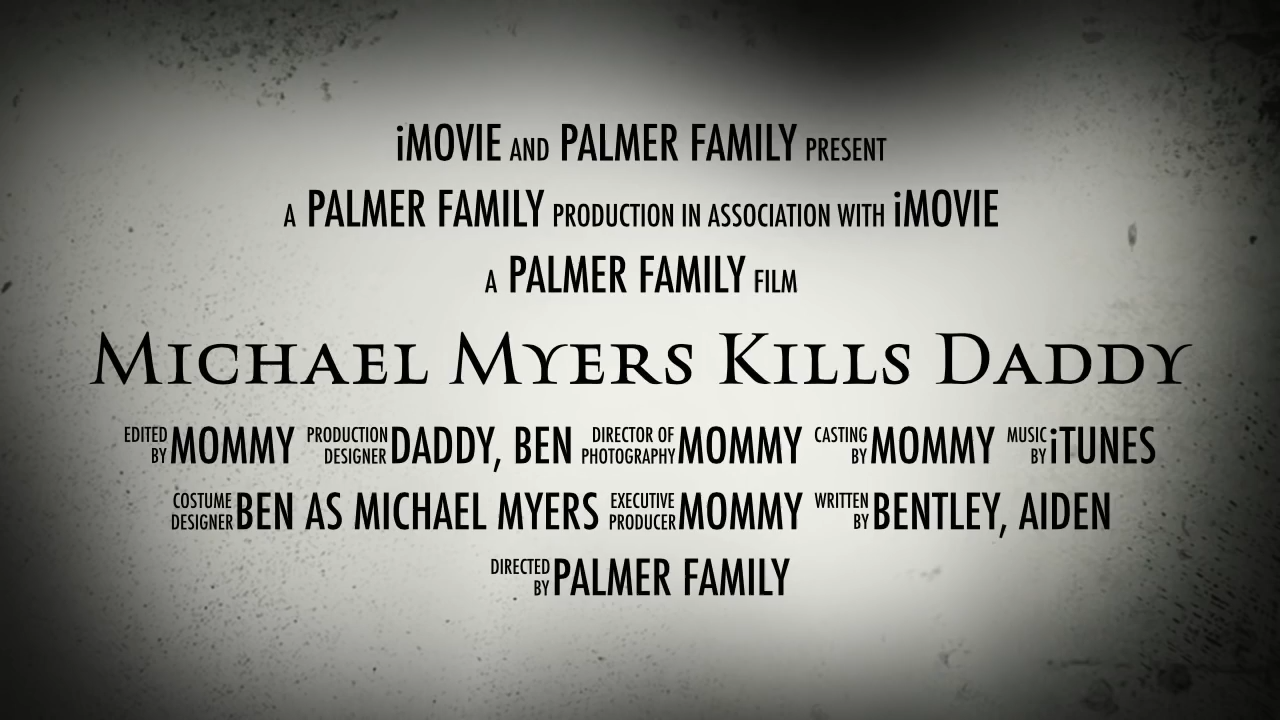 iMOVIE AND PALMER FAMILY PRESENT
A PALMER FAMILY PRODUCTION IN ASSOCIATION WITH iMOVIE
A PALMER FAMILY FILM
MICHAEL MYERS KILLS DADDY
EDITED BY MOMMY PRODUCTION DESIGNER DADDY, BEN DIRECTOR OF PHOTOGRAPHY MOMMY CASTING BY MOMMY MUSIC BY iTUNES
COSTUME DESIGNER BEN AS MICHAEL MYERS EXECUTIVE PRODUCER MOMMY WRITTEN BY BENTLEY, AIDEN
DIRECTED BY PALMER FAMILY